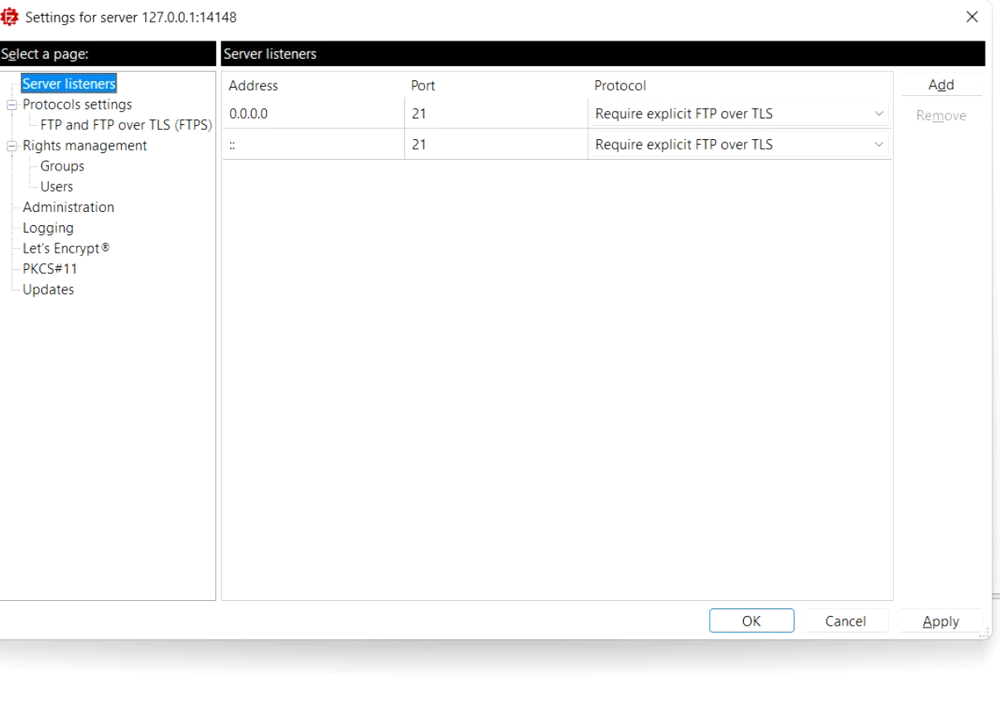 Settings for server 127.0.0.1:14148
Select a page:
Server listeners
Protocols settings
FTP and FTP over TLS (FTPS)
Rights management
Groups
Users
Administration
Logging
Let's Encrypt®
PKCS#11
Updates
Server listeners
Address Port Protocol
0.0.0.0 21 Require explicit FTP over TLS
:: 21 Require explicit FTP over TLS
Add
Remove
OK Cancel Apply